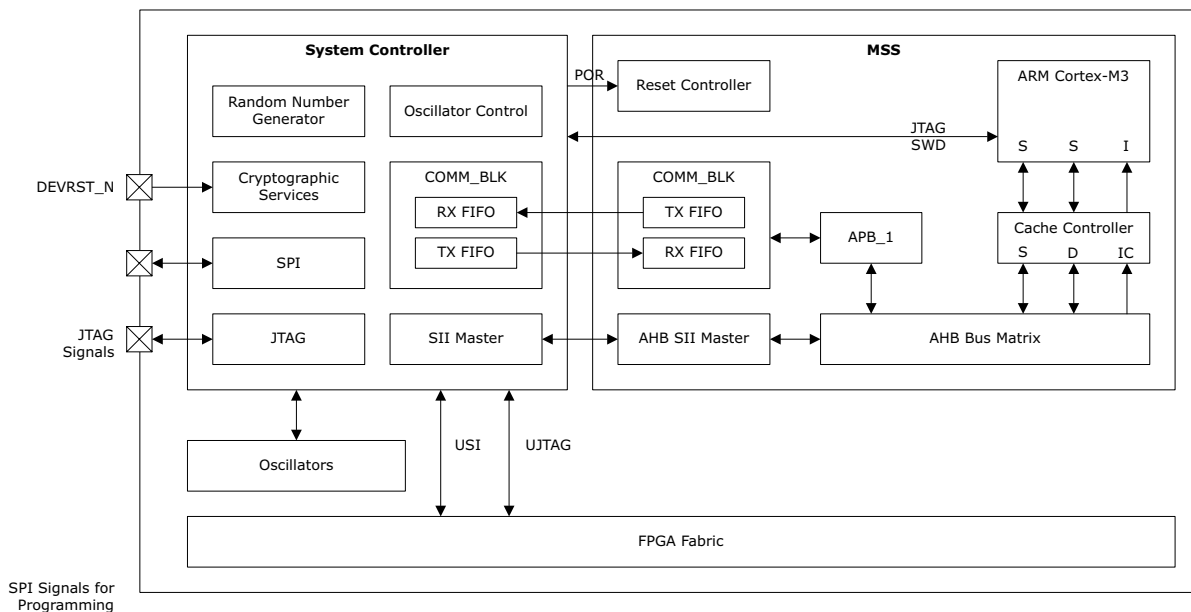 System Controller
MSS
POR
Reset Controller
ARM Cortex-M3
Random Number
Generator
Oscillator Control
JTAG
SWD
S S I
DEVRST_N
Cryptographic
Services
COMM_BLK
RX FIFO
TX FIFO
COMM_BLK
TX FIFO
RX FIFO
APB_1
Cache Controller
S D IC
SPI
JTAG
Signals
JTAG
SII Master
AHB SII Master
AHB Bus Matrix
Oscillators
USI
UJTAG
FPGA Fabric
SPI Signals for
Programming